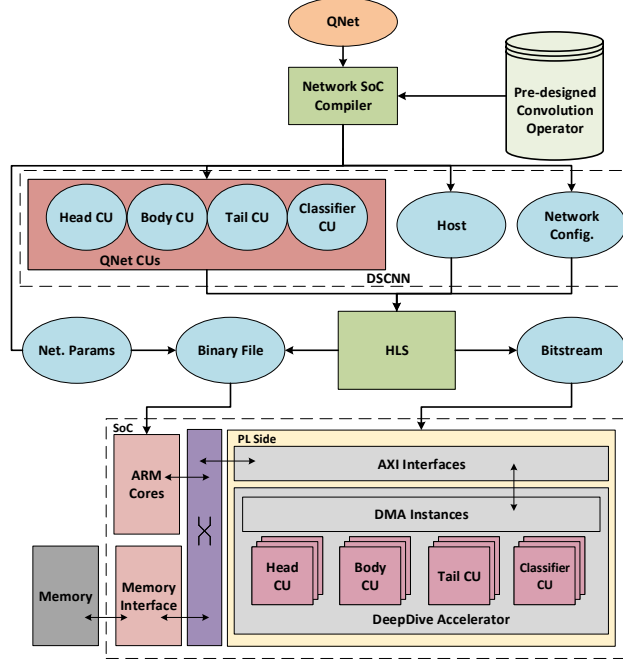 QNet
Network SoC
Compiler
Pre-designed
Convolution
Operator
Head CU
Body CU
Tail CU
Classifier
CU
QNet CUs
Host
Network
Config.
DSCNN
Net. Params
Binary File
HLS
Bitstream
SoC
PL Side
ARM
Cores
AXI Interfaces
DMA Instances
Head
CU
Body
CU
Tail CU
Classifier
CU
Memory
Memory
Interface
DeepDive Accelerator